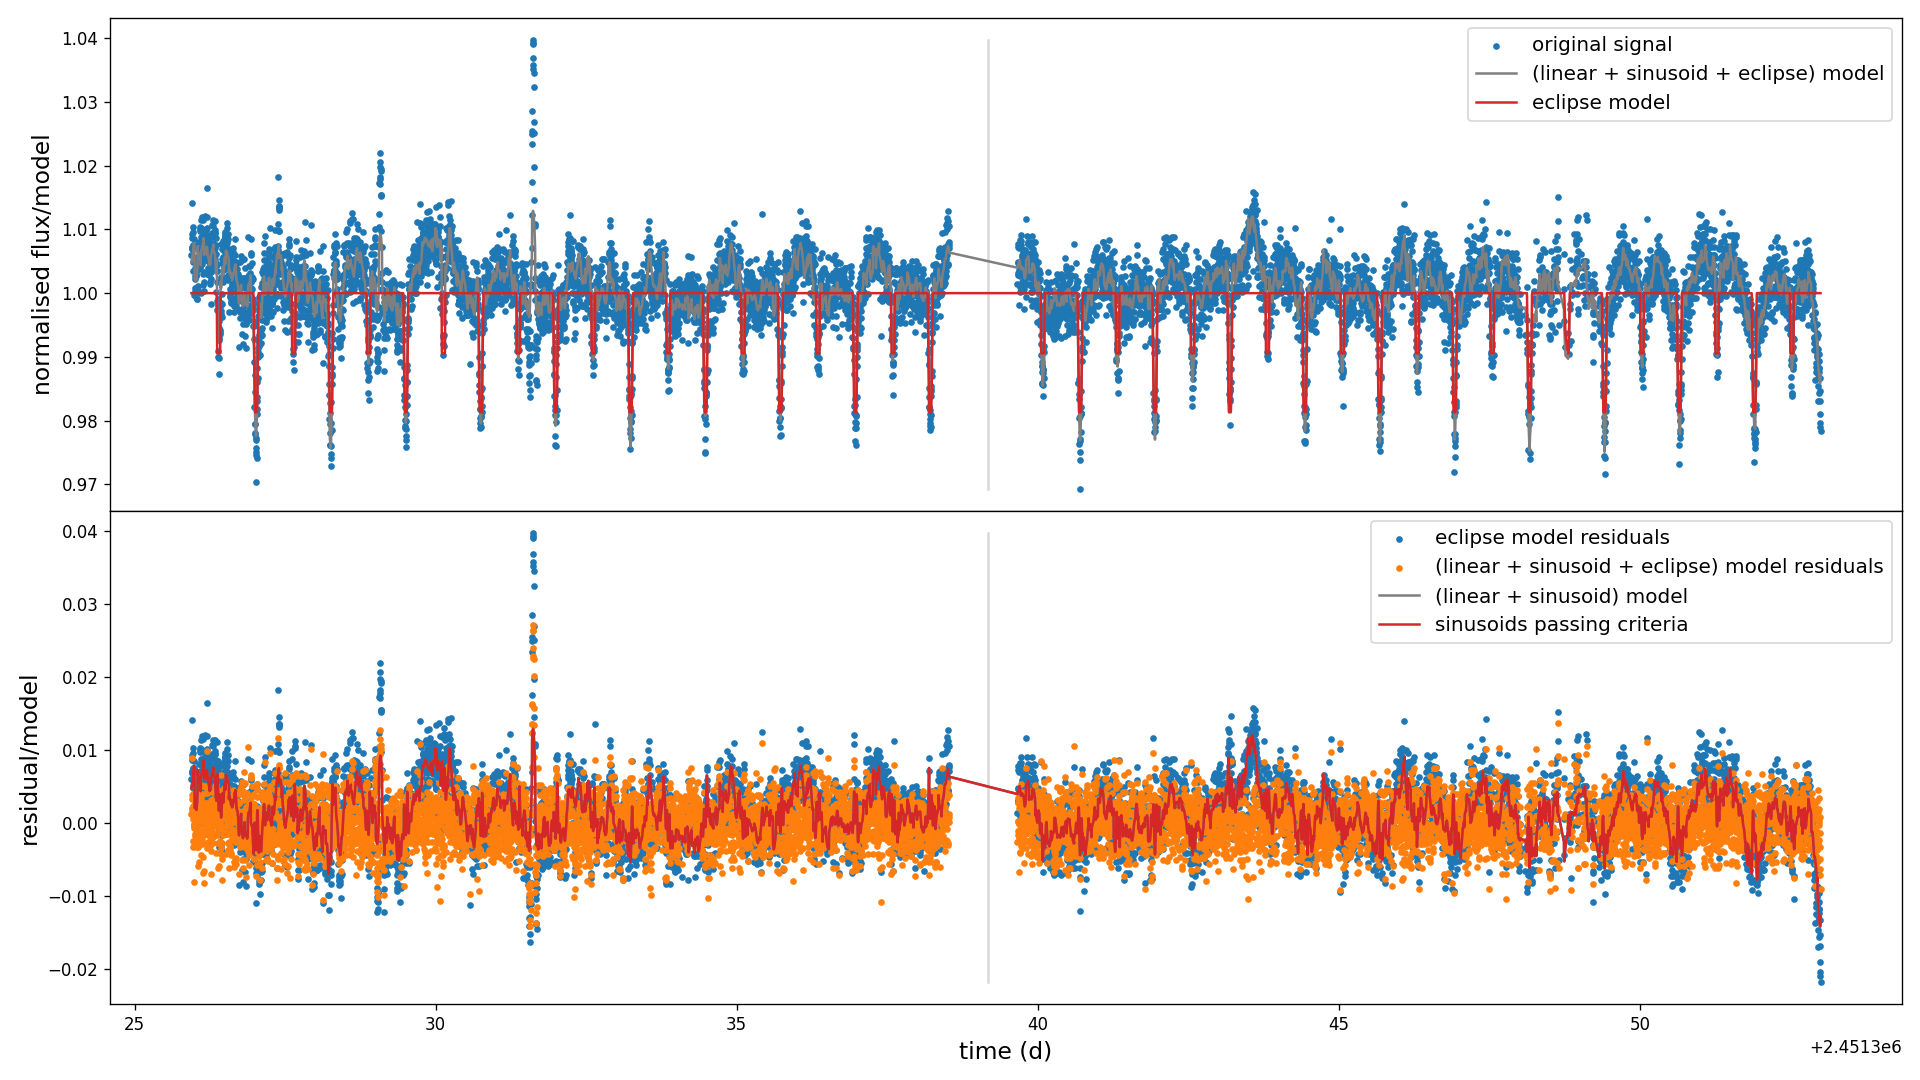 1.04
1.03
1.02
1.01
1.00
0.99
0.98
0.97
normalised flux/model
original signal
(linear + sinusoid + eclipse) model
eclipse model
0.04
0.03
0.02
0.01
0.00
−0.01
−0.02
residual/model
eclipse model residuals
(linear + sinusoid + eclipse) model residuals
(linear + sinusoid) model
sinusoids passing criteria
25 30 35 40 45 50
time (d)
+2.4513e6